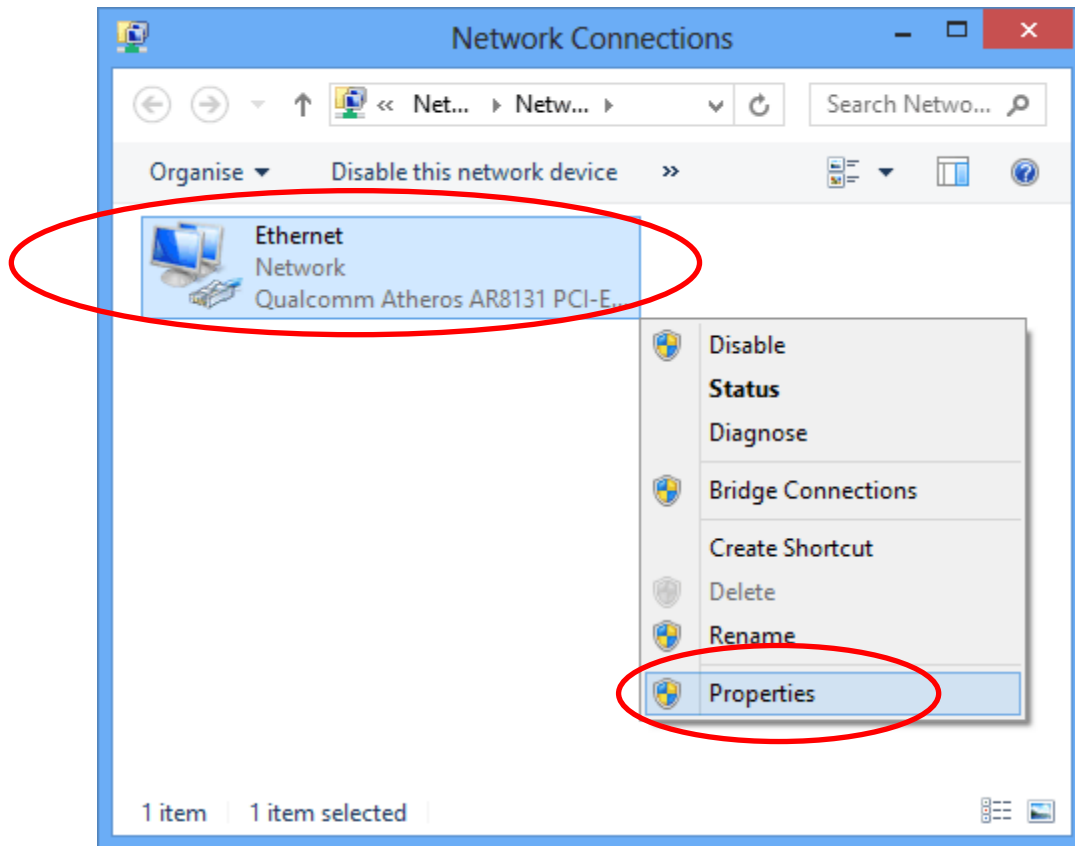 Network Connections
« Net... Netw...
Search Netwo...
Organise
Disable this network device
»
Ethernet
Network
Qualcomm Atheros AR8131 PCI-E...
Disable
Status
Diagnose
Bridge Connections
Create Shortcut
Delete
Rename
Properties
1 item
1 item selected